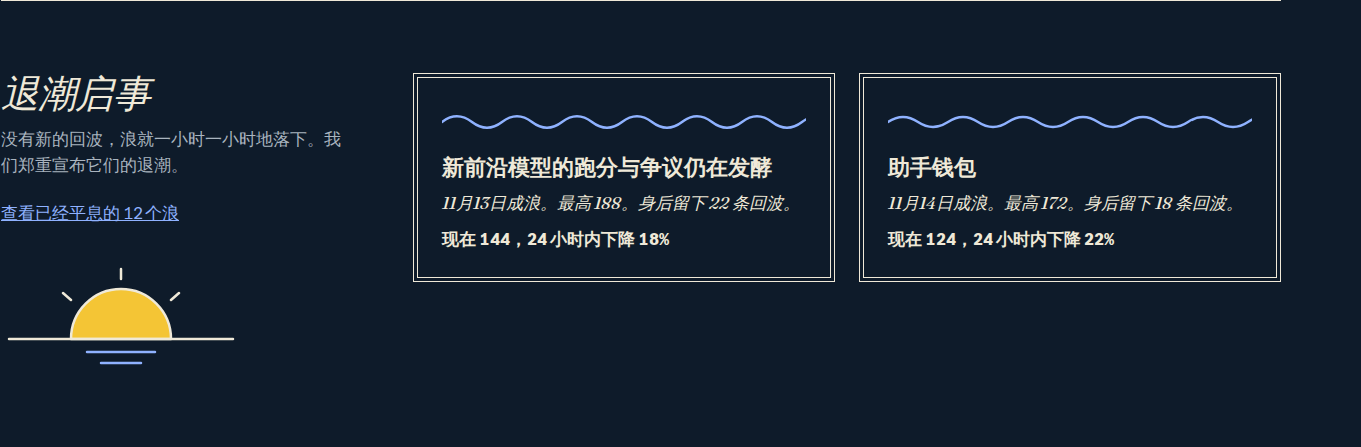 退潮启事
没有新的回波，浪就一小时一小时地落下。我
们郑重宣布它们的退潮。
查看已经平息的 12 个浪
新前沿模型的跑分与争议仍在发酵
11月13日成浪。最高 188。身后留下 22 条回波。
现在 144，24 小时内下降 18%
助手钱包
11月14日成浪。最高 172。身后留下 18 条回波。
现在 124，24 小时内下降 22%